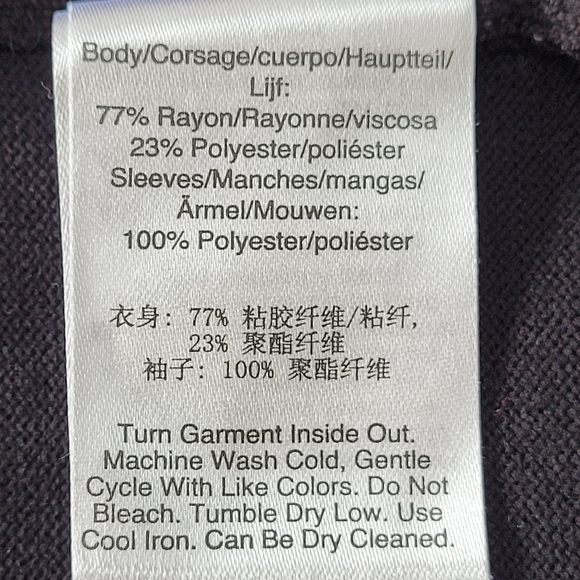 Body/Corsage/cuerpo/Hauptteil/
Lijf:
77% Rayon/Rayonne/viscosa
23% Polyester/poliéster
Sleeves/Manches/mangas/
Ärmel/Mouwen:
100% Polyester/poliéster
衣身: 77% 粘胶纤维/粘纤,
23% 聚酯纤维
袖子: 100% 聚酯纤维
Turn Garment Inside Out.
Machine Wash Cold, Gentle
Cycle With Like Colors. Do Not
Bleach. Tumble Dry Low. Use
Cool Iron. Can Be Dry Cleaned.